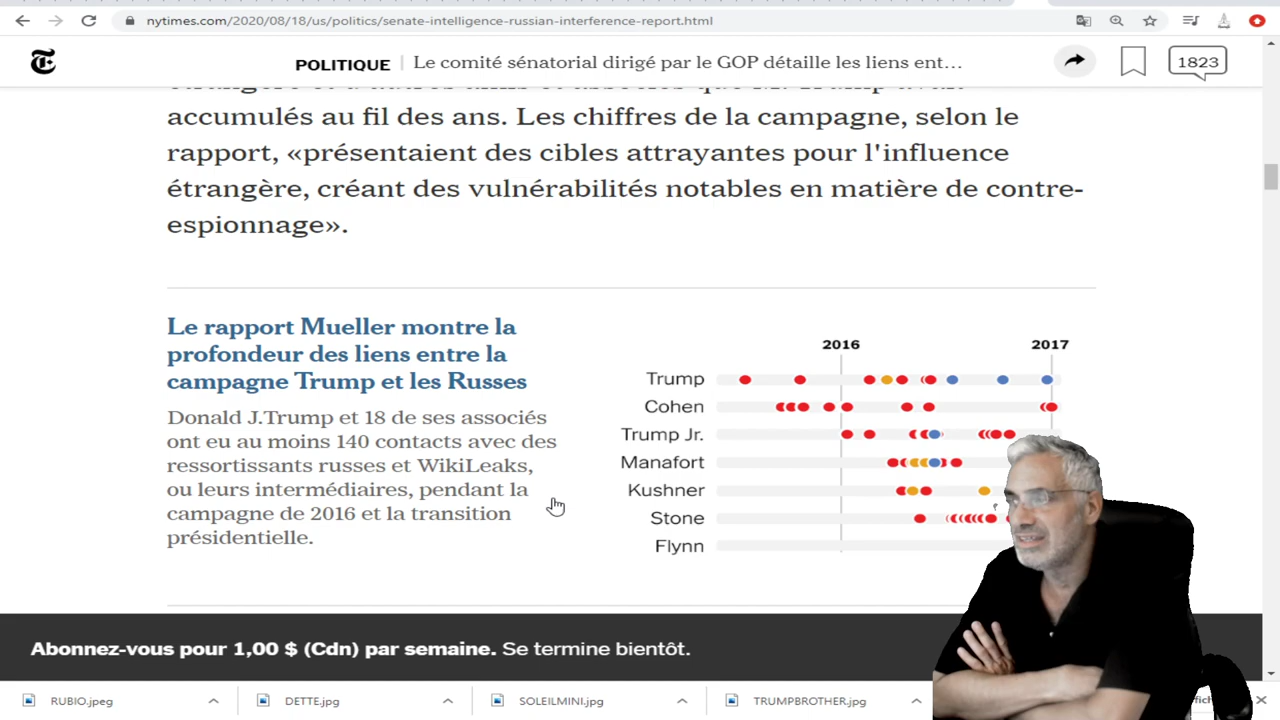 nytimes.com/2020/08/18/us/politics/senate-intelligence-russian-interference-report.html
POLITIQUE | Le comité sénatorial dirigé par le GOP détaille les liens ent…
1823
accumulés au fil des ans. Les chiffres de la campagne, selon le
rapport, «présentaient des cibles attrayantes pour l'influence
étrangère, créant des vulnérabilités notables en matière de contre-
espionnage».
Le rapport Mueller montre la
profondeur des liens entre la
campagne Trump et les Russes
Donald J.Trump et 18 de ses associés
ont eu au moins 140 contacts avec des
ressortissants russes et WikiLeaks,
ou leurs intermédiaires, pendant la
campagne de 2016 et la transition
présidentielle.
2016 2017
Trump
Cohen
Trump Jr.
Manafort
Kushner
Stone
Flynn
Abonnez-vous pour 1,00 $ (Cdn) par semaine. Se termine bientôt.
RUBIO.jpeg DETTE.jpg SOLEILMINI.jpg TRUMPBROTHER.jpg